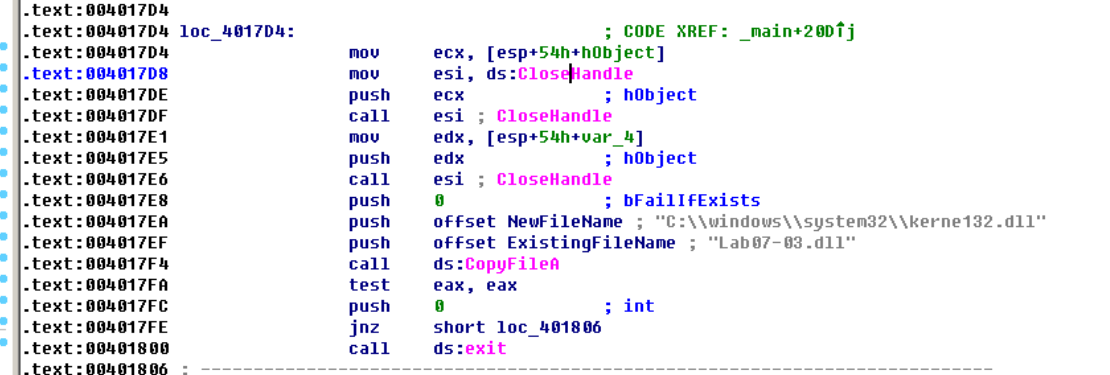 .text:004017D4
.text:004017D4 loc_4017D4: ; CODE XREF: _main+20D↑j
.text:004017D4 mov ecx, [esp+54h+hObject]
.text:004017D8 mov esi, ds:CloseHandle
.text:004017DE push ecx ; hObject
.text:004017DF call esi ; CloseHandle
.text:004017E1 mov edx, [esp+54h+var_4]
.text:004017E5 push edx ; hObject
.text:004017E6 call esi ; CloseHandle
.text:004017E8 push 0 ; bFailIfExists
.text:004017EA push offset NewFileName ; "C:\\windows\\system32\\kerne132.dll"
.text:004017EF push offset ExistingFileName ; "Lab07-03.dll"
.text:004017F4 call ds:CopyFileA
.text:004017FA test eax, eax
.text:004017FC push 0 ; int
.text:004017FE jnz short loc_401806
.text:00401800 call ds:exit
.text:00401806 ; ---------------------------------------------------------------------------